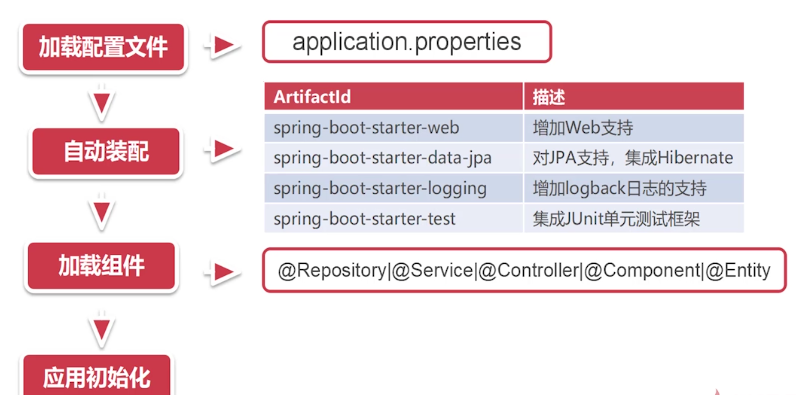 加载配置文件
application.properties
自动装配
ArtifactId 描述
spring-boot-starter-web 增加Web支持
spring-boot-starter-data-jpa 对JPA支持，集成Hibernate
spring-boot-starter-logging 增加logback日志的支持
spring-boot-starter-test 集成JUnit单元测试框架
加载组件
@Repository|@Service|@Controller|@Component|@Entity
应用初始化